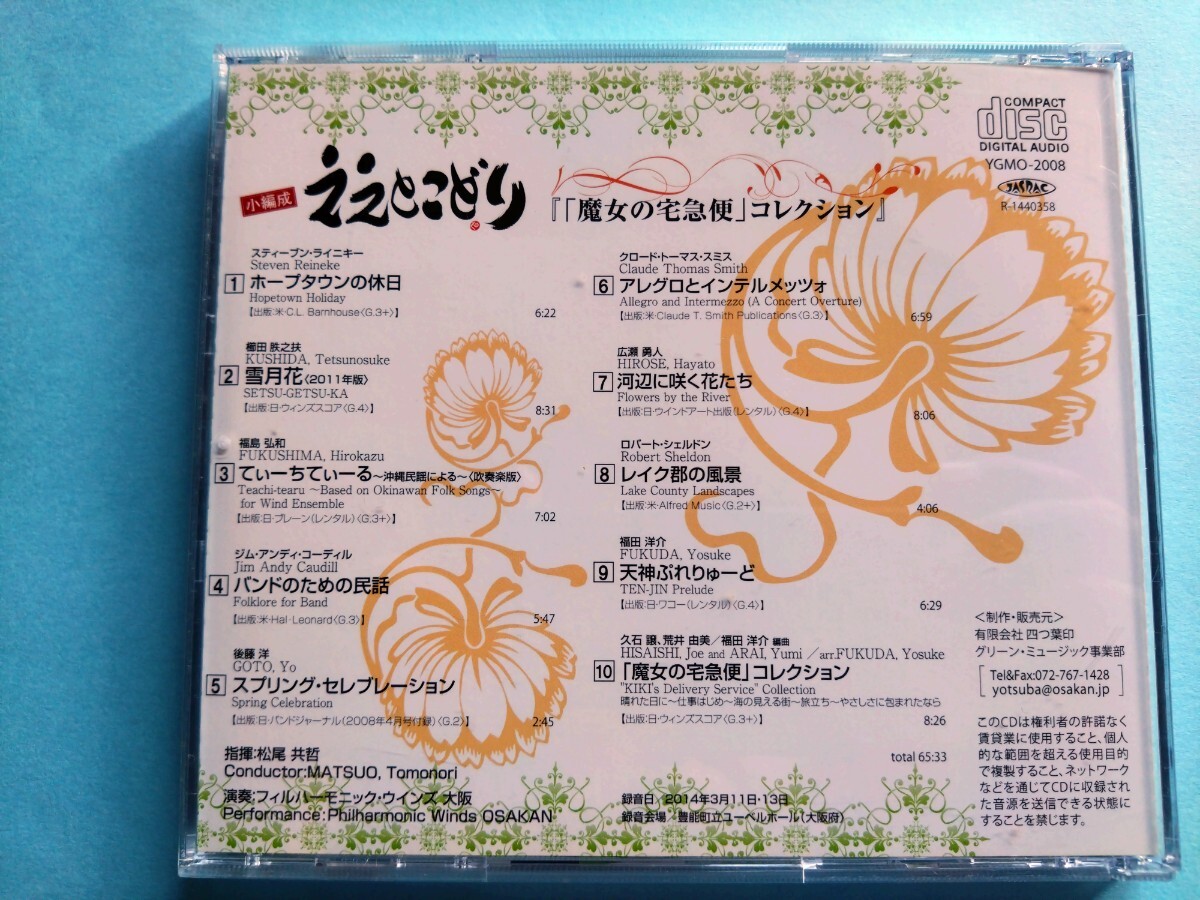 COMPACT
disc
DIGITAL AUDIO
YGMO-2008
JASRAC
R-1440358
小編成
ええとこどり
『「魔女の宅急便」コレクション』
スティーブン・ライニキー
Steven Reineke
1 ホープタウンの休日
Hopetown Holiday
【出版:米・C.L. Barnhouse〈G.3+〉】
6:22
櫛田 胅之扶
KUSHIDA, Tetsunosuke
2 雪月花〈2011年版〉
SETSU-GETSU-KA
【出版:日・ウィンズスコア〈G.4〉】
8:31
福島 弘和
FUKUSHIMA, Hirokazu
3 てぃーちてぃーる～沖縄民謡による～〈吹奏楽版〉
Teachi-tearu ～Based on Okinawan Folk Songs～
for Wind Ensemble
【出版:日・ブレーン(レンタル)〈G.3+〉】
7:02
ジム・アンディ・コーディル
Jim Andy Caudill
4 バンドのための民話
Folklore for Band
【出版:米・Hal・Leonard〈G.3〉】
5:47
後藤 洋
GOTO, Yo
5 スプリング・セレブレーション
Spring Celebration
【出版:日・バンドジャーナル(2008年4月号付録)〈G.2〉】
2:45
指揮:松尾 共哲
Conductor:MATSUO, Tomonori
演奏:フィルハーモニック・ウインズ 大阪
Performance:Philharmonic Winds OSAKAN
クロード・トーマス・スミス
Claude Thomas Smith
6 アレグロとインテルメッツォ
Allegro and Intermezzo (A Concert Overture)
【出版:米・Claude T. Smith Publications〈G.3〉】
6:59
広瀬 勇人
HIROSE, Hayato
7 河辺に咲く花たち
Flowers by the River
【出版:日・ウインドアート出版(レンタル)〈G.4〉】
8:06
ロバート・シェルドン
Robert Sheldon
8 レイク郡の風景
Lake County Landscapes
【出版:米・Alfred Music〈G.2+〉】
4:06
福田 洋介
FUKUDA, Yosuke
9 天神ぷれりゅーど
TEN-JIN Prelude
【出版:日・ワコー(レンタル)〈G.4〉】
6:29
久石 譲、荒井 由美／福田 洋介 編曲
HISAISHI, Joe and ARAI, Yumi ／arr.FUKUDA, Yosuke
10 「魔女の宅急便」コレクション
"KIKI's Delivery Service" Collection
晴れた日に～仕事はじめ～海の見える街～旅立ち～やさしさに包まれたなら
【出版:日・ウィンズスコア〈G.3+〉】
8:26
total 65:33
録音日 2014年3月11日・13日
録音会場 豊能町立ユーベルホール(大阪府)
＜制作・販売元＞
有限会社 四つ葉印
グリーン・ミュージック事業部
Tel&Fax:072-767-1428
yotsuba@osakan.jp
このCDは権利者の許諾なく
賃貸業に使用すること、個人
的な範囲を超える使用目的
で複製すること、ネットワーク
などを通じてCDに収録され
た音源を送信できる状態に
することを禁じます。